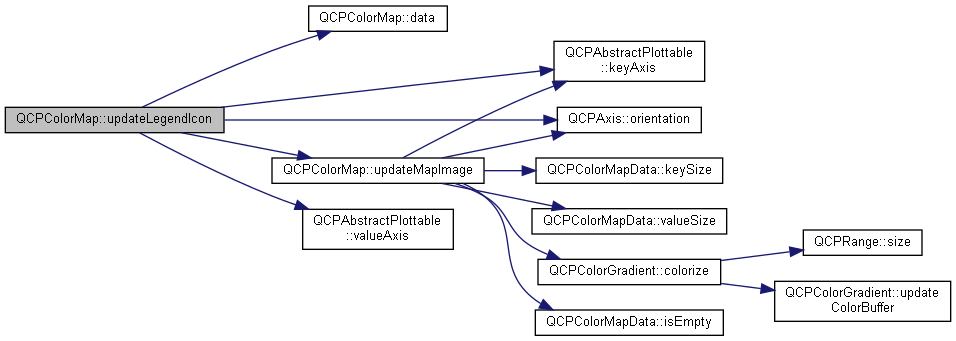 QCPColorMap::data
QCPAbstractPlottable
::keyAxis
QCPColorMap::updateLegendIcon
QCPAxis::orientation
QCPColorMap::updateMapImage
QCPColorMapData::keySize
QCPAbstractPlottable
::valueAxis
QCPColorMapData::valueSize
QCPRange::size
QCPColorGradient::colorize
QCPColorGradient::update
ColorBuffer
QCPColorMapData::isEmpty